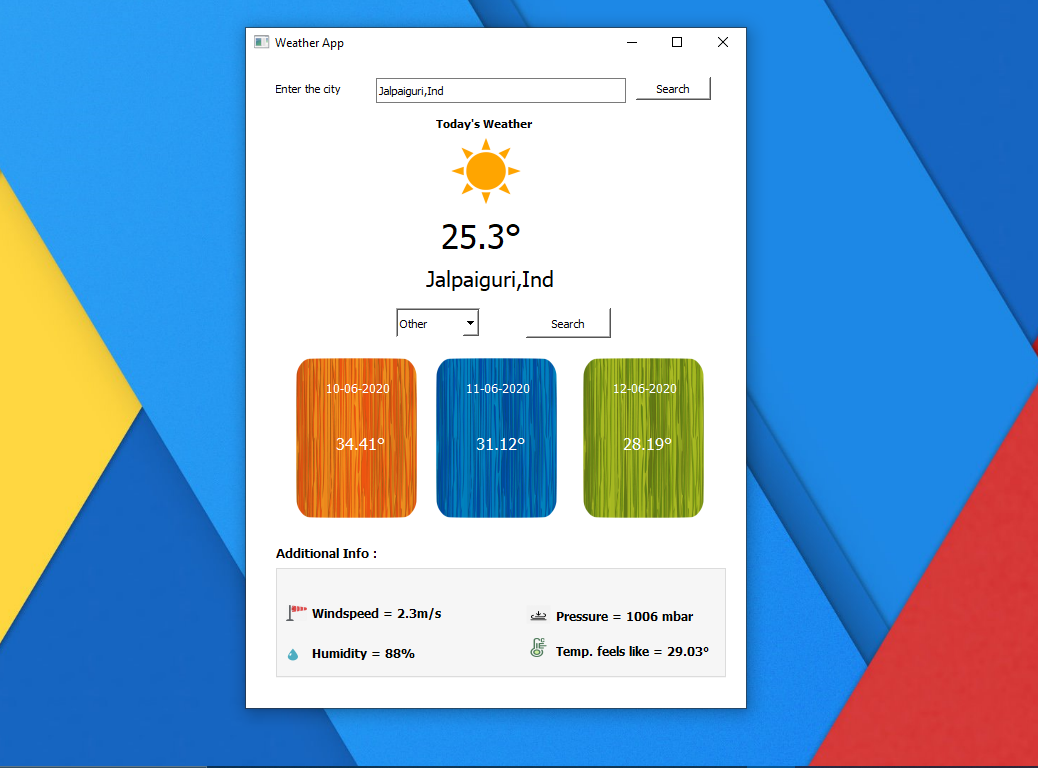 Weather App
Enter the city
Jalpaiguri,Ind
Search
Today's Weather
25.3°
Jalpaiguri,Ind
Other
Search
10-06-2020
11-06-2020
12-06-2020
34.41°
31.12°
28.19°
Additional Info :
Windspeed = 2.3m/s
Pressure = 1006 mbar
Humidity = 88%
Temp. feels like = 29.03°